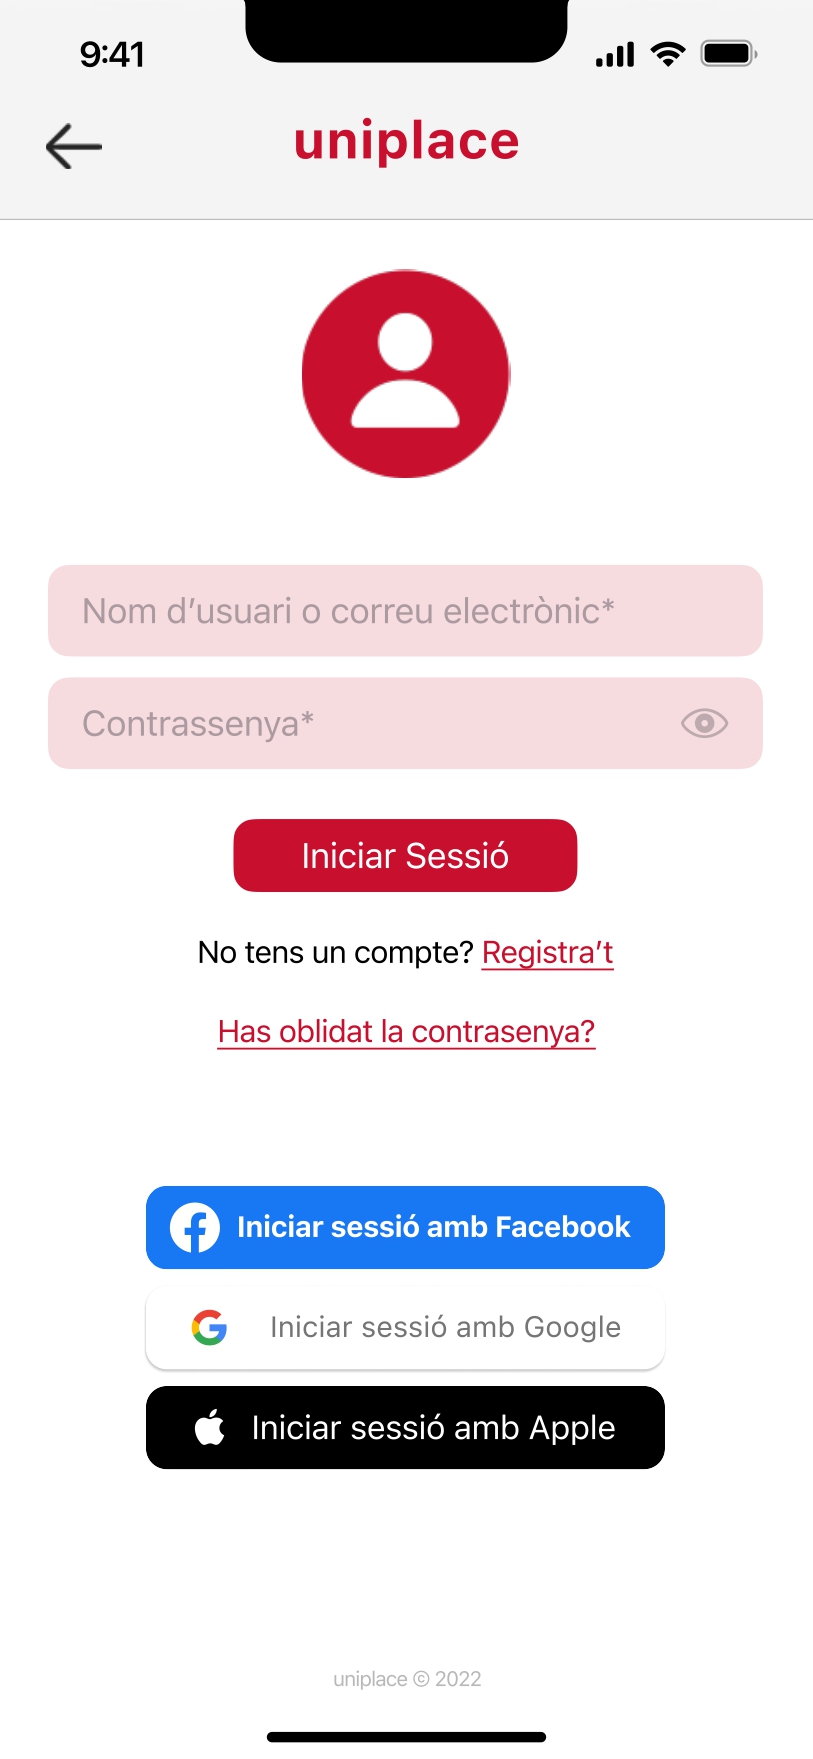 9:41
uniplace
Nom d’usuari o correu electrònic*
Contrassenya*
Iniciar Sessió
No tens un compte? Registra’t
Has oblidat la contrasenya?
Iniciar sessió amb Facebook
Iniciar sessió amb Google
Iniciar sessió amb Apple
uniplace © 2022